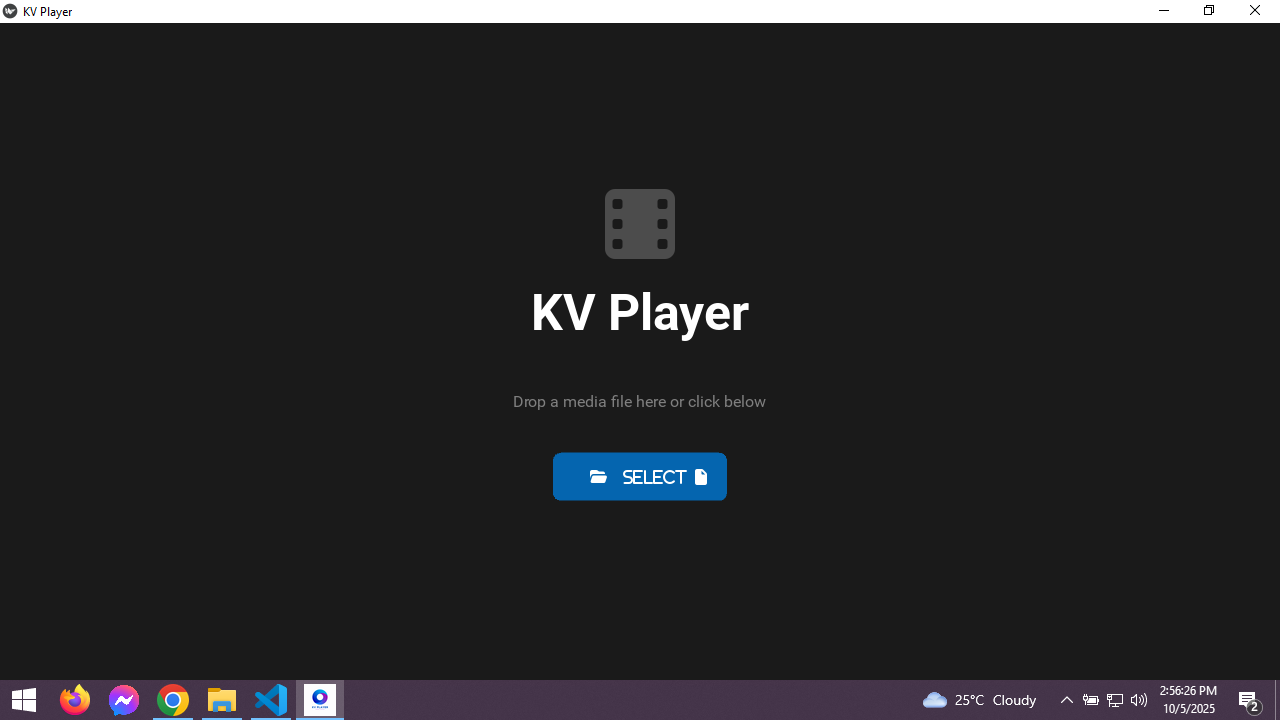 KV Player
KV Player
Drop a media file here or click below
SELECT
25°C Cloudy
2:56:26 PM
10/5/2025
2